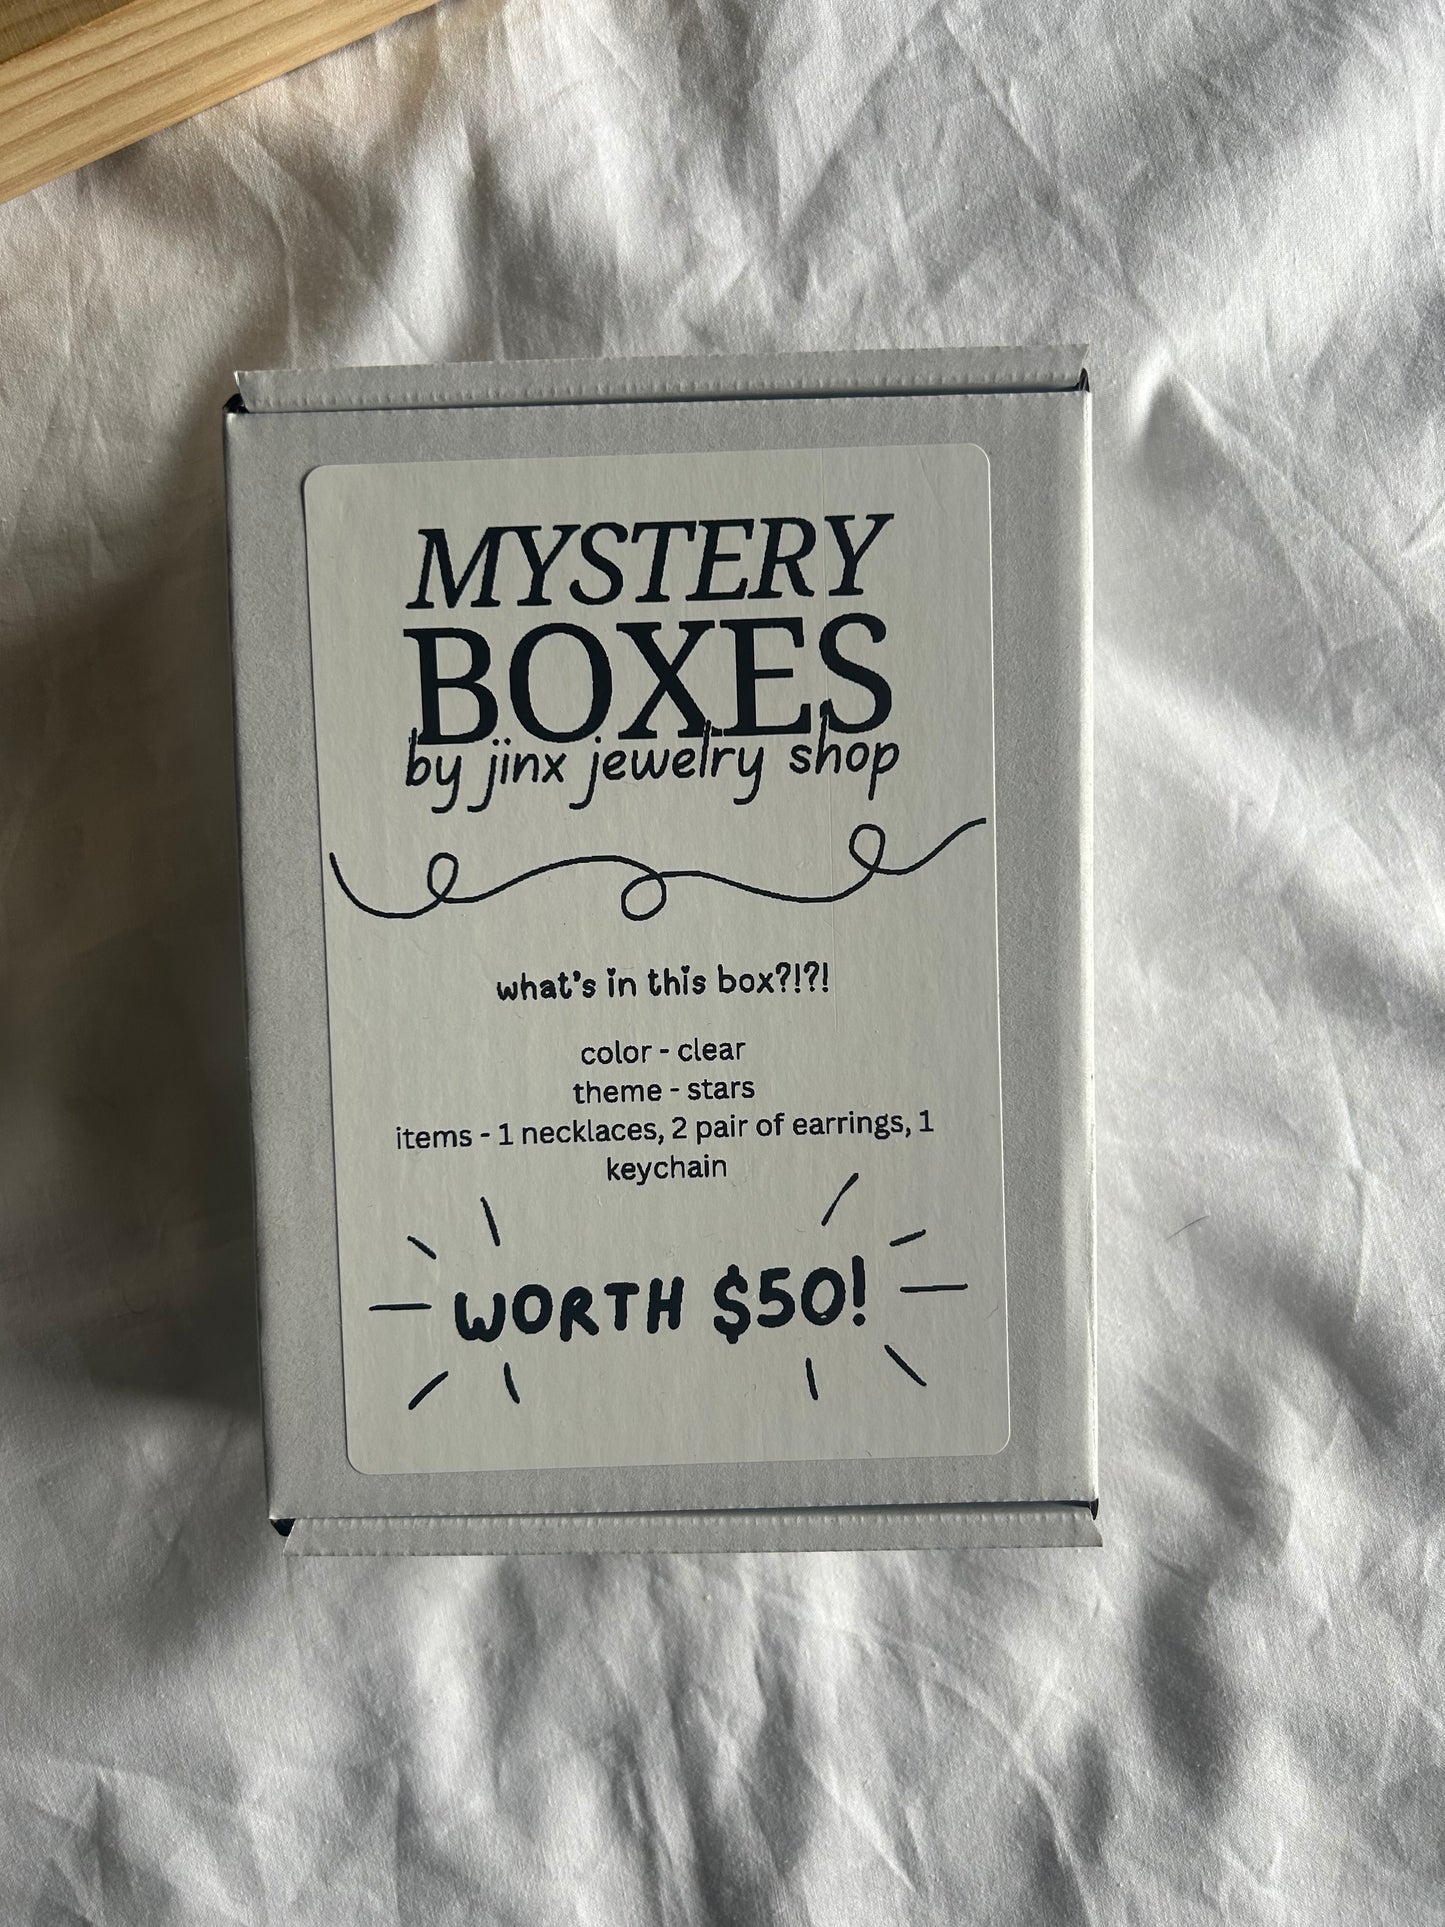 MYSTERY
BOXES
by jinx jewelry shop
what's in this box?!?!
color - clear
theme - stars
items - 1 necklaces, 2 pair of earrings, 1
keychain
WORTH $50!